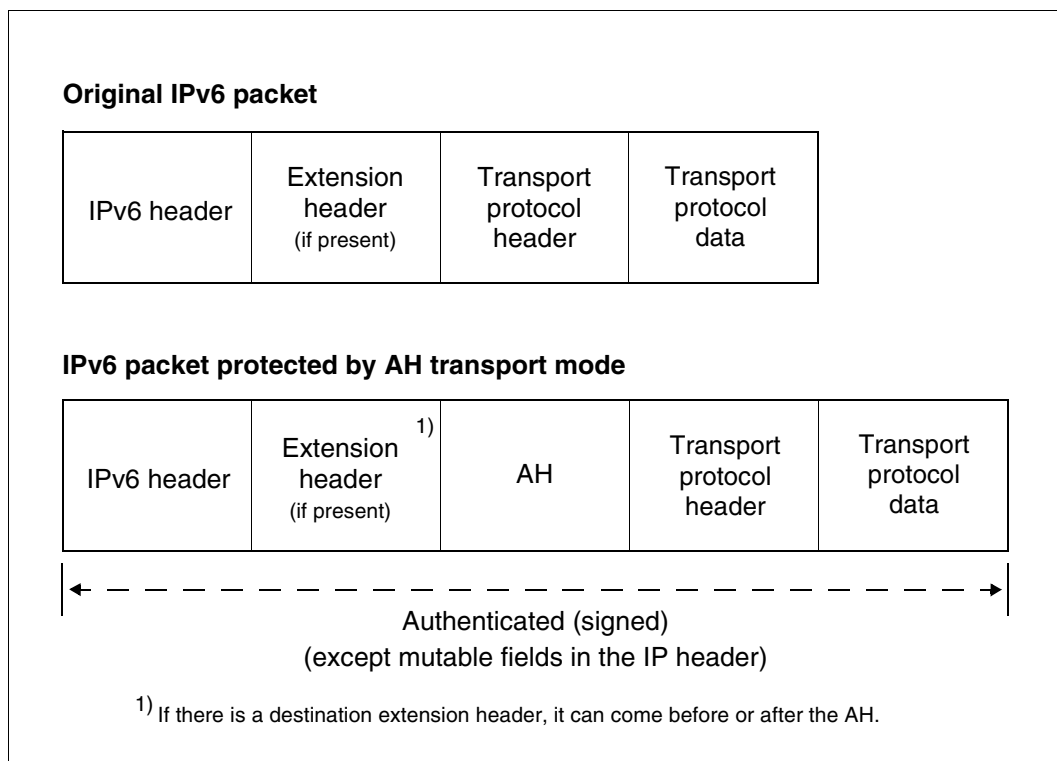 Original IPv6 packet
IPv6 header
Extension
header
(if present)
Transport
protocol
header
Transport
protocol
data
IPv6 packet protected by AH transport mode
IPv6 header
Extension 1)
header
(if present)
AH
Transport
protocol
header
Transport
protocol
data
Authenticated (signed)
(except mutable fields in the IP header)
1) If there is a destination extension header, it can come before or after the AH.